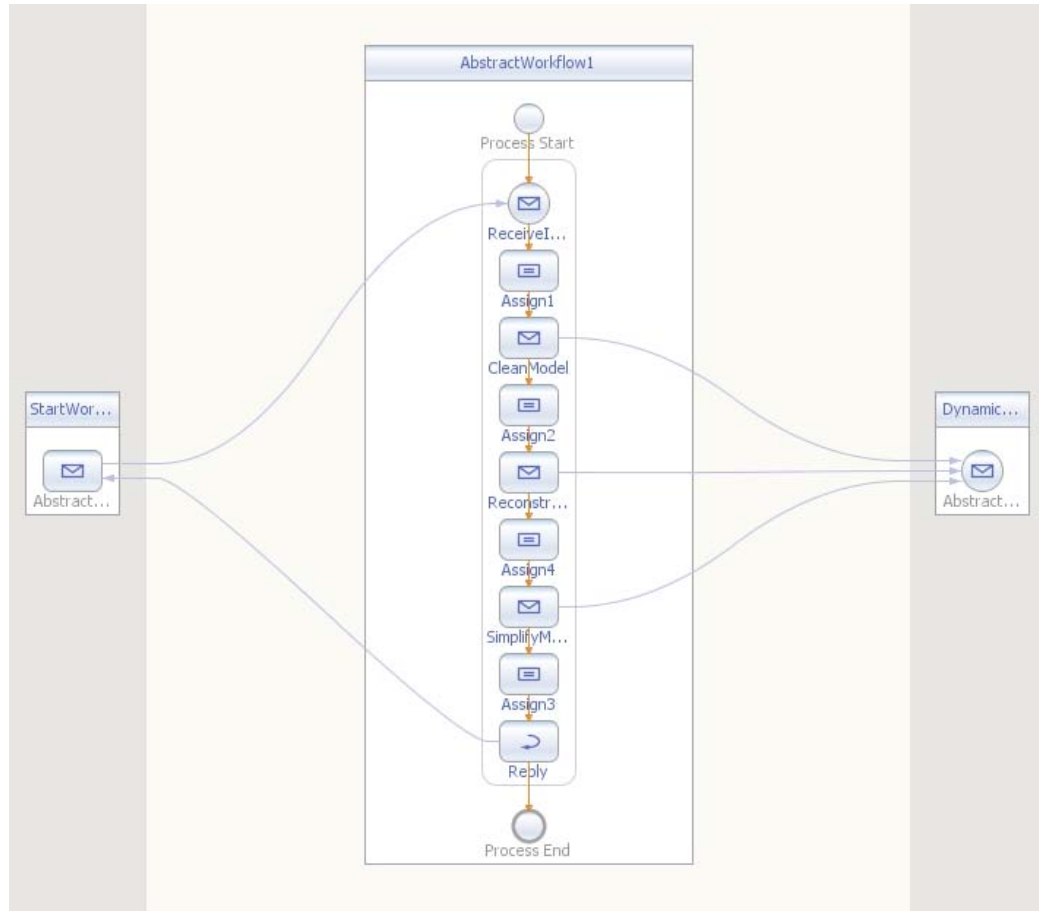 AbstractWorkflow1
Process Start
ReceiveI...
Assign1
CleanModel
Assign2
Reconstr...
Assign4
SimplifyM...
Assign3
Reply
Process End
StartWor...
Abstract...
Dynamic...
Abstract...